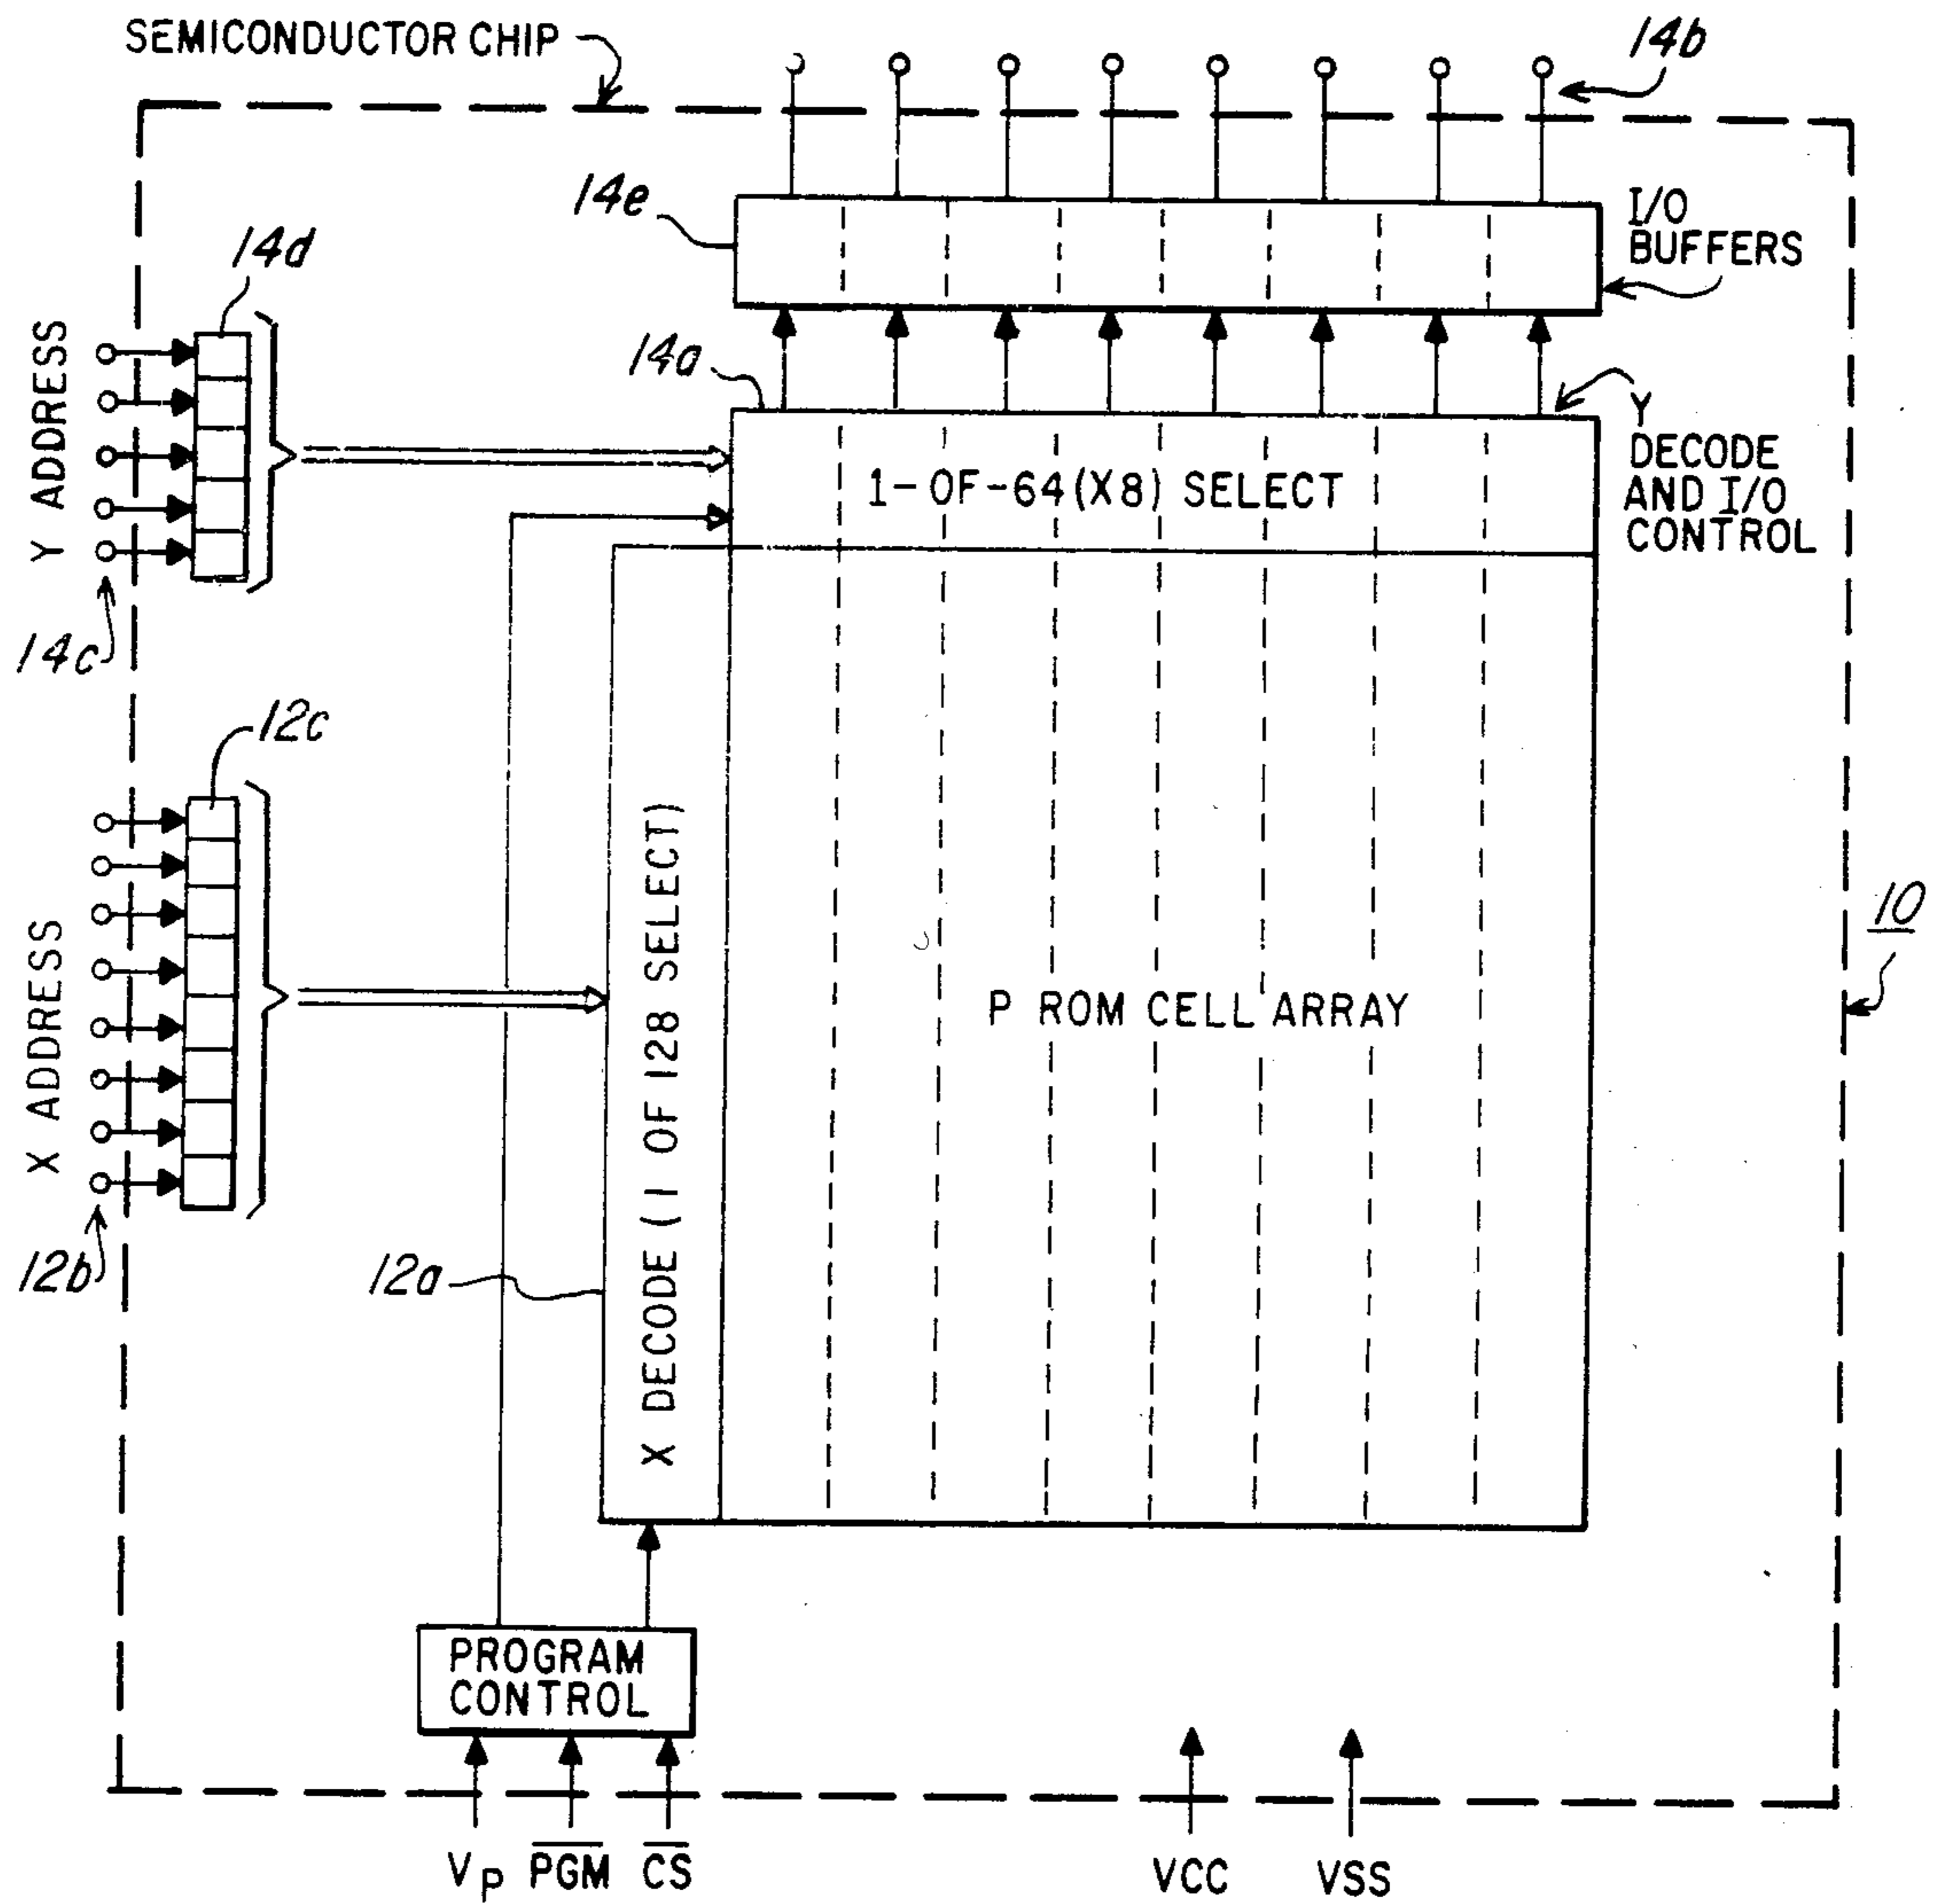 SEMICONDUCTOR CHIP
14b
14e
I/O
BUFFERS
14d
14a
Y ADDRESS
1-OF-64(X8) SELECT
Y
DECODE
AND I/O
CONTROL
14c
12c
X ADDRESS
X DECODE (1 OF 128 SELECT)
P ROM CELL ARRAY
10
12b
12a
PROGRAM
CONTROL
Vp PGM CS VCC VSS